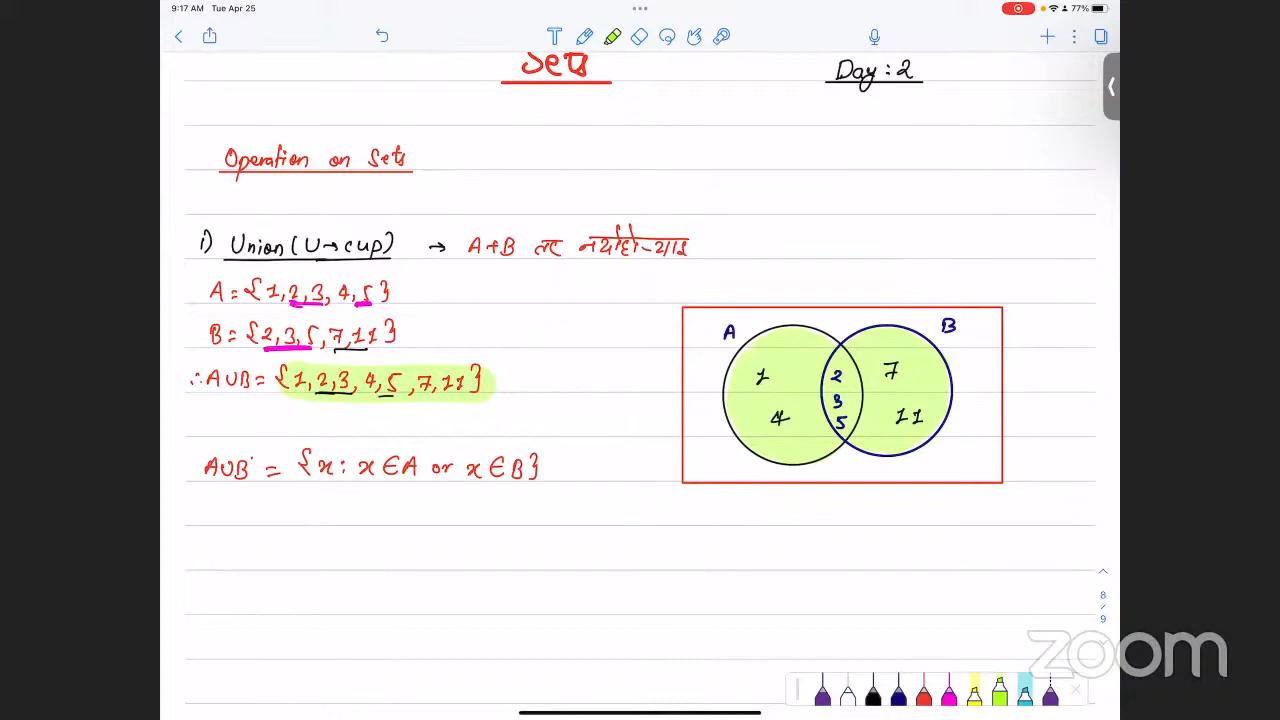 9:17 AM Tue Apr 25
77%
Sets
Day: 2
Operation on Sets
1) Union (U→cup) → A+B
A = {1, 2, 3, 4, 5}
B = {2, 3, 5, 7, 11}
∴ A∪B = {1, 2, 3, 4, 5, 7, 11}
A∪B = {x : x ∈ A or x ∈ B}
A B
1 2 7
3
4 5 11
8
/
9
zoom